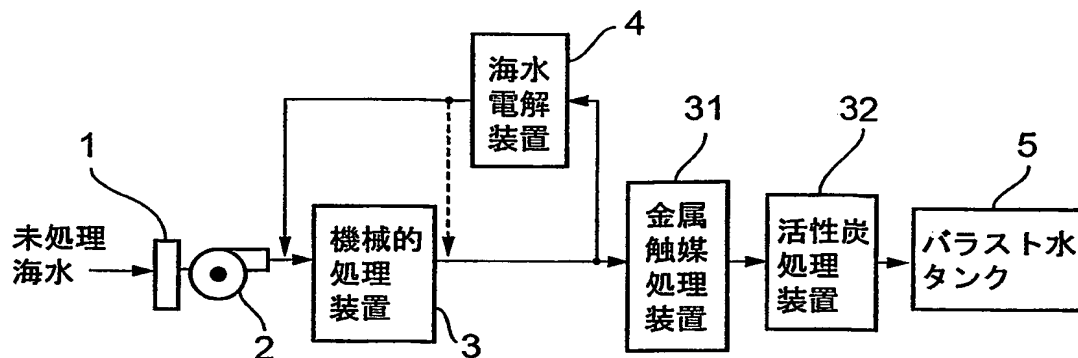 4
海水
電解
装置
1
31
32
5
未処理
海水
機械的
処理
装置
金属
触媒
処理
装置
活性炭
処理
装置
バラスト水
タンク
2
3